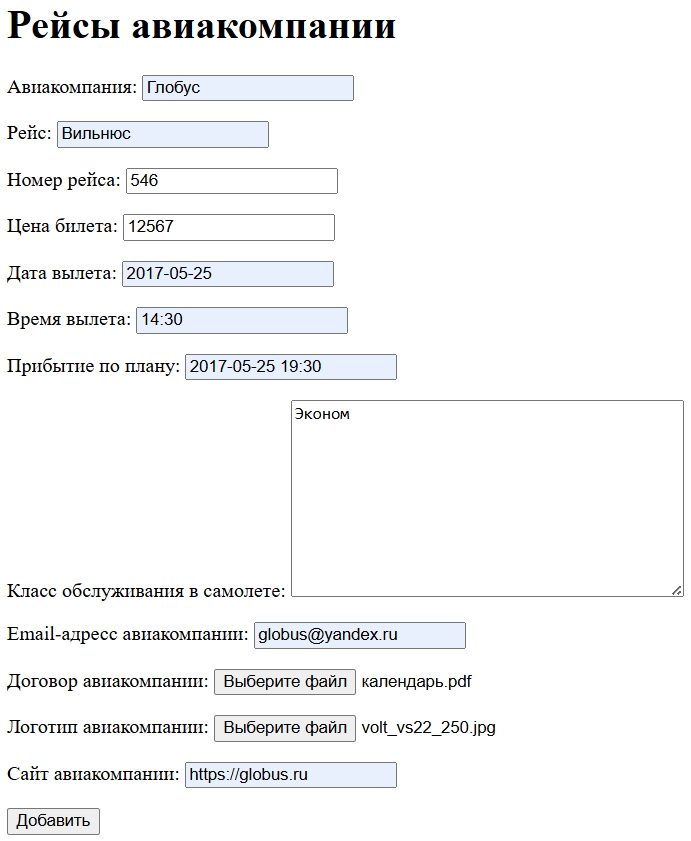 Рейсы авиакомпании
Авиакомпания: Глобус
Рейс: Вильнюс
Номер рейса: 546
Цена билета: 12567
Дата вылета: 2017-05-25
Время вылета: 14:30
Прибытие по плану: 2017-05-25 19:30
Эконом
Класс обслуживания в самолете:
Email-адресс авиакомпании: globus@yandex.ru
Договор авиакомпании: Выберите файл календарь.pdf
Логотип авиакомпании: Выберите файл volt_vs22_250.jpg
Сайт авиакомпании: https://globus.ru
Добавить